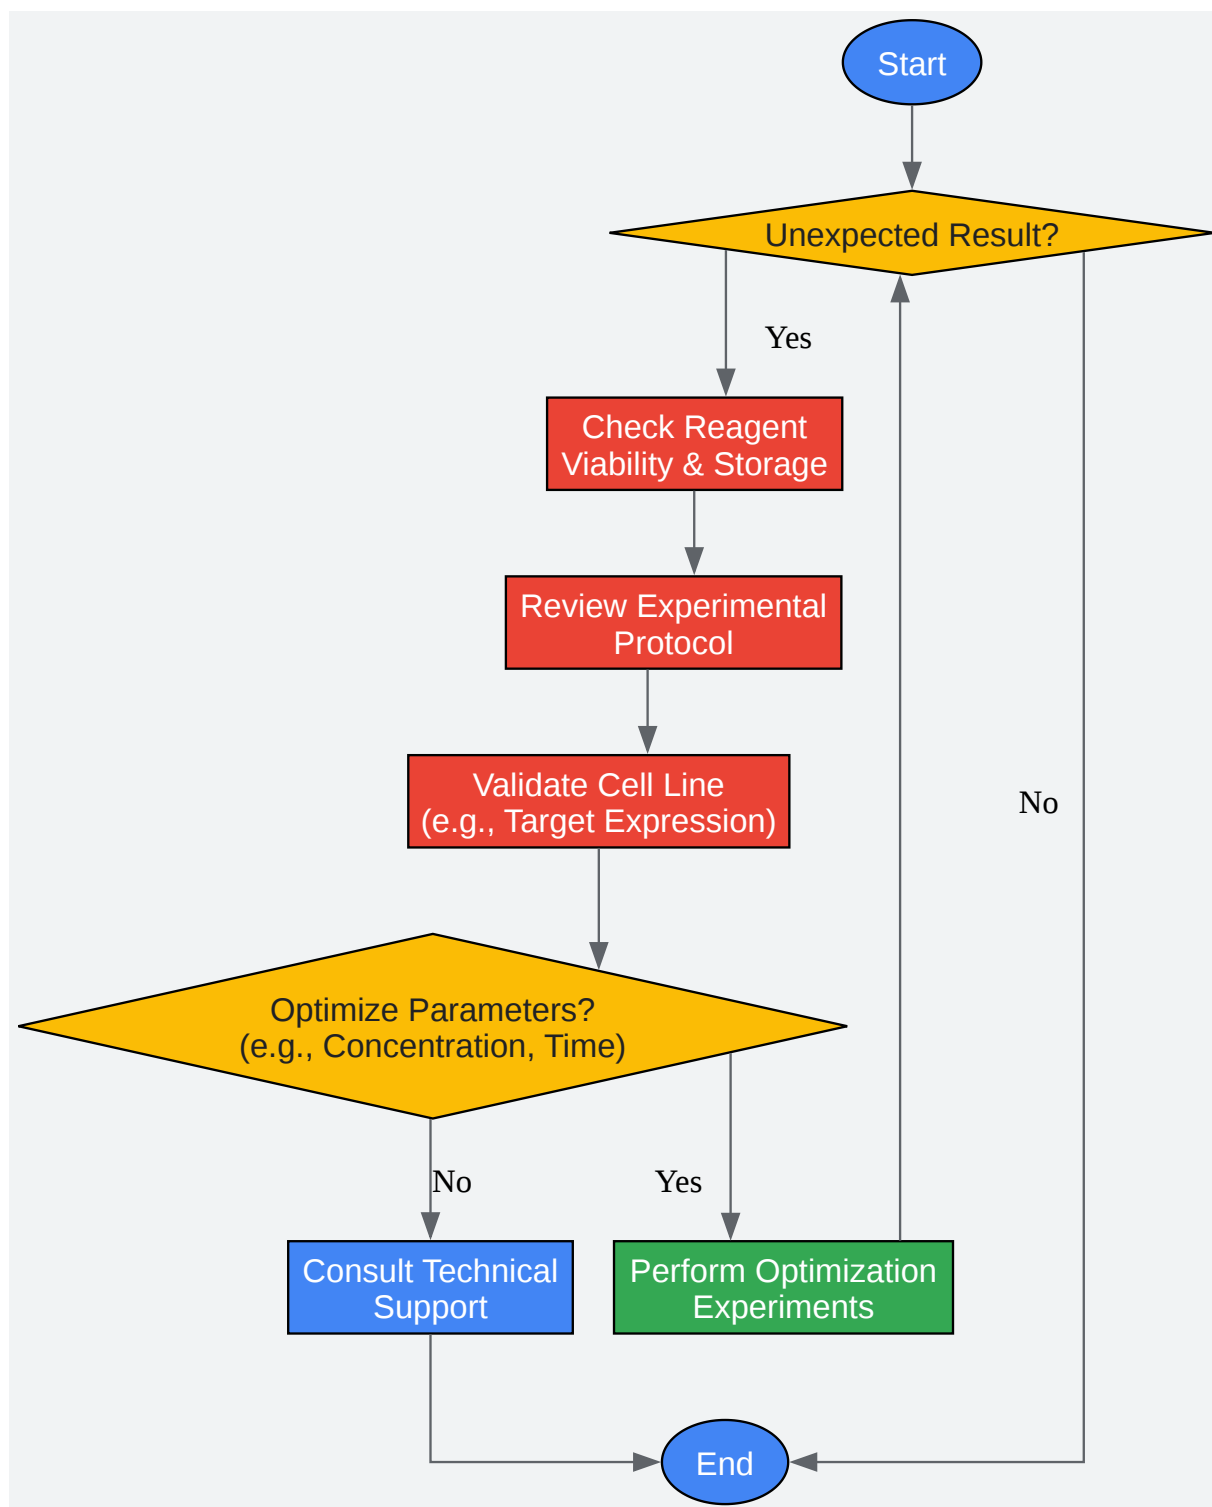 Start
Unexpected Result?
Yes
Check Reagent
Viability & Storage
Review Experimental
Protocol
Validate Cell Line
(e.g., Target Expression)
No
Optimize Parameters?
(e.g., Concentration, Time)
No
Yes
Consult Technical
Support
Perform Optimization
Experiments
End